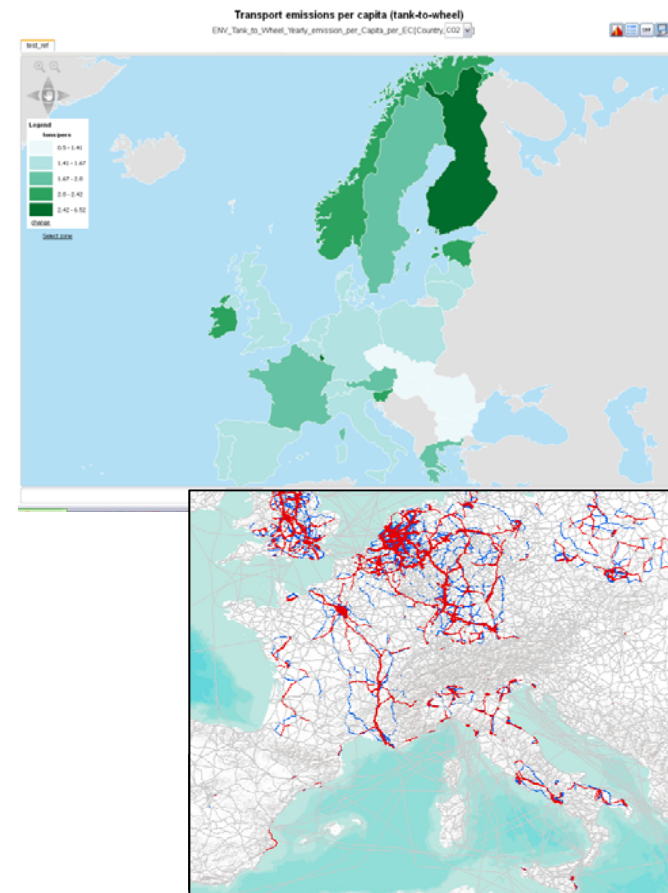 Transport emissions per capita (tank-to-wheel)
ENV_Tank_to_Wheel_Yearly_emission_per_Capita_per_EC[Country, CO2 ]
test_ref
Legend
tons/pers
0.5 - 1.41
1.41 - 1.67
1.67 - 2.0
2.0 - 2.42
2.42 - 6.52
change
Select zone